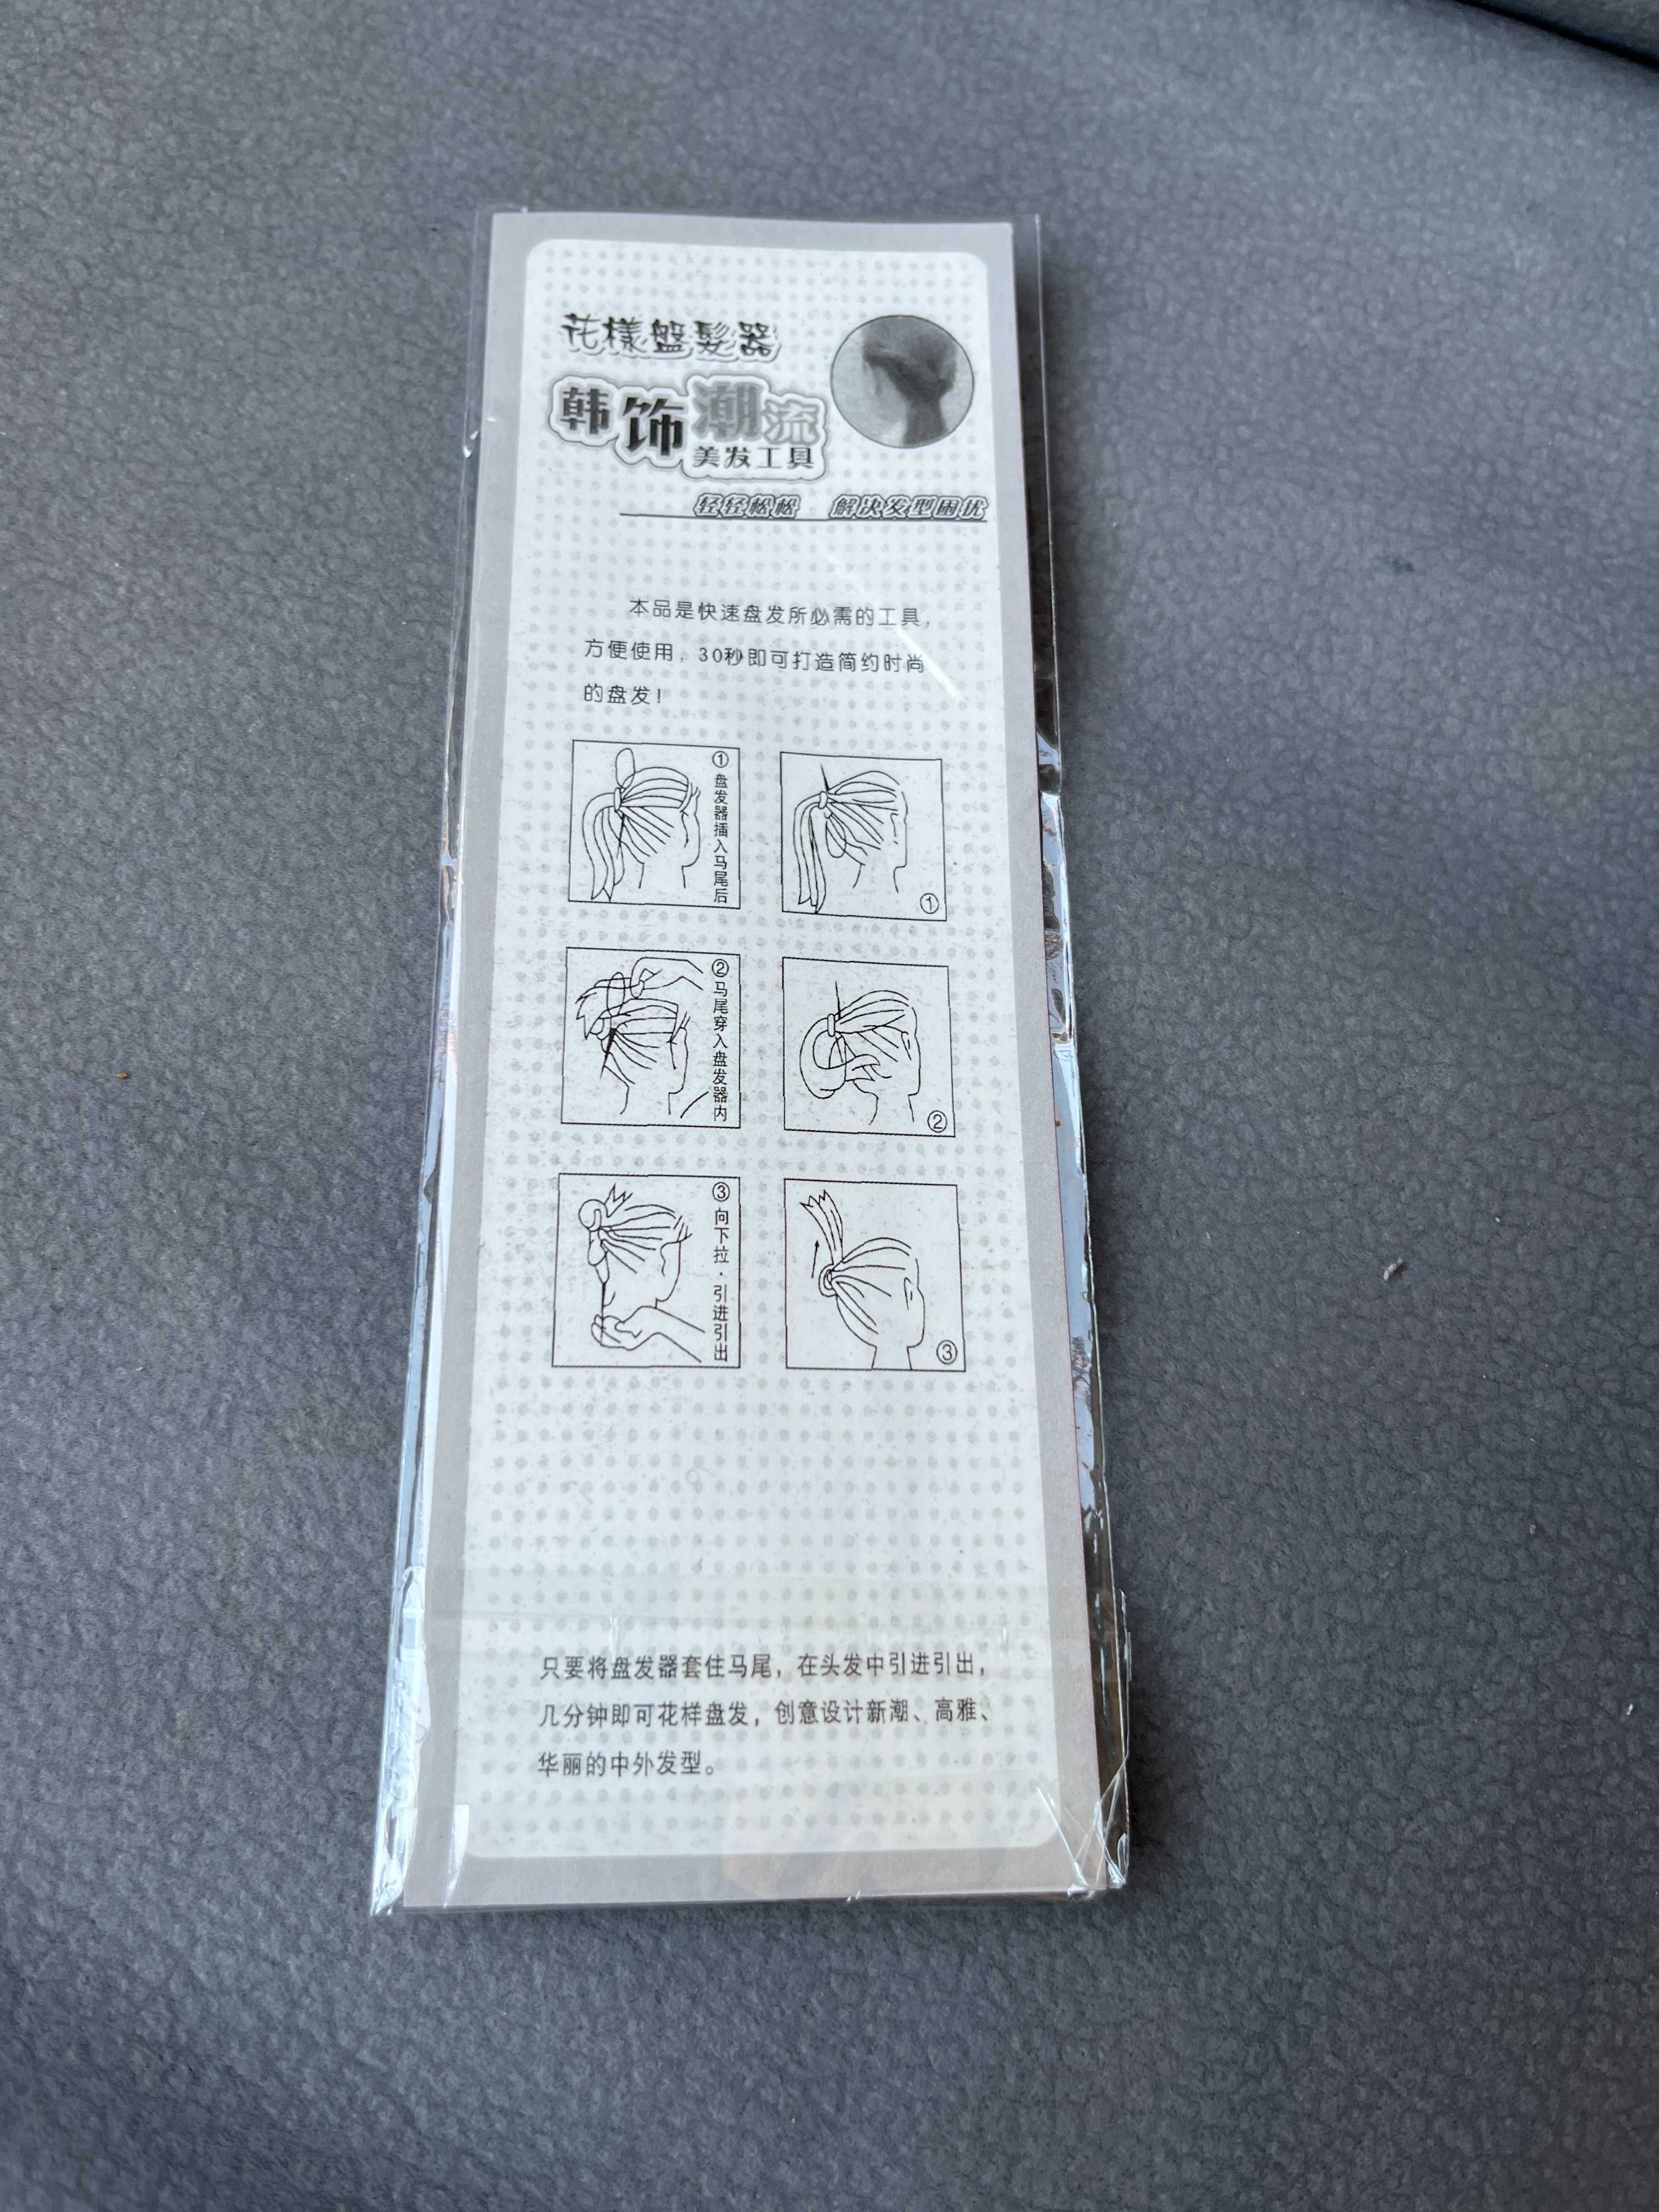 花樣盤髮器
韩饰潮流
美发工具
轻轻松松 解决发型困扰
本品是快速盘发所必需的工具，
方便使用，30秒即可打造简约时尚
的盘发！
①盘发器插入马尾后
①
②马尾穿入盘发器内
②
③向下拉·引进引出
③
只要将盘发器套住马尾，在头发中引进引出，
几分钟即可花样盘发，创意设计新潮、高雅、
华丽的中外发型。